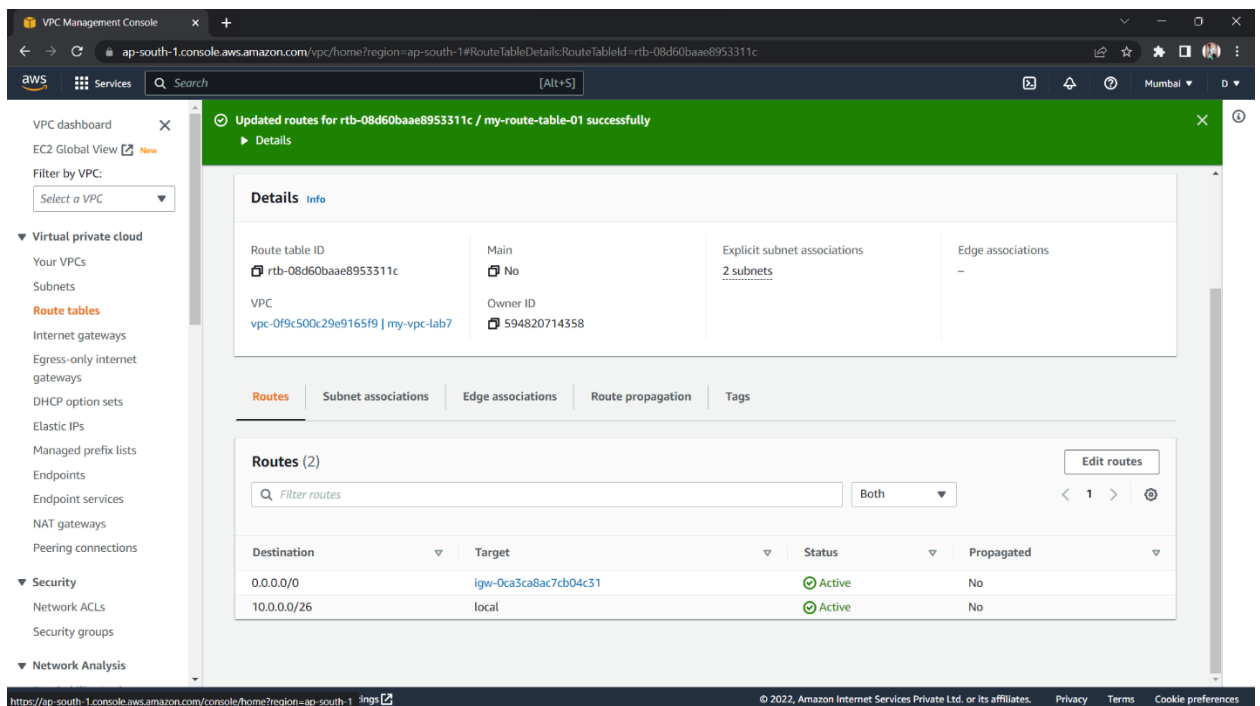 VPC Management Console
ap-south-1.console.aws.amazon.com/vpc/home?region=ap-south-1#RouteTableDetails:RouteTableId=rtb-08d60baae8953311c
aws Services Search [Alt+S] Mumbai D
VPC dashboard
EC2 Global View New
Filter by VPC:
Select a VPC
Virtual private cloud
Your VPCs
Subnets
Route tables
Internet gateways
Egress-only internet
gateways
DHCP option sets
Elastic IPs
Managed prefix lists
Endpoints
Endpoint services
NAT gateways
Peering connections
Security
Network ACLs
Security groups
Network Analysis
Updated routes for rtb-08d60baae8953311c / my-route-table-01 successfully
Details
Details Info
Route table ID
rtb-08d60baae8953311c
Main
No
Explicit subnet associations
2 subnets
Edge associations
–
VPC
vpc-0f9c500c29e9165f9 | my-vpc-lab7
Owner ID
594820714358
Routes Subnet associations Edge associations Route propagation Tags
Routes (2) Edit routes
Filter routes Both 1
Destination Target Status Propagated
0.0.0.0/0 igw-0ca3ca8ac7cb04c31 Active No
10.0.0.0/26 local Active No
https://ap-south-1.console.aws.amazon.com/console/home?region=ap-south-1 ings © 2022, Amazon Internet Services Private Ltd. or its affiliates. Privacy Terms Cookie preferences